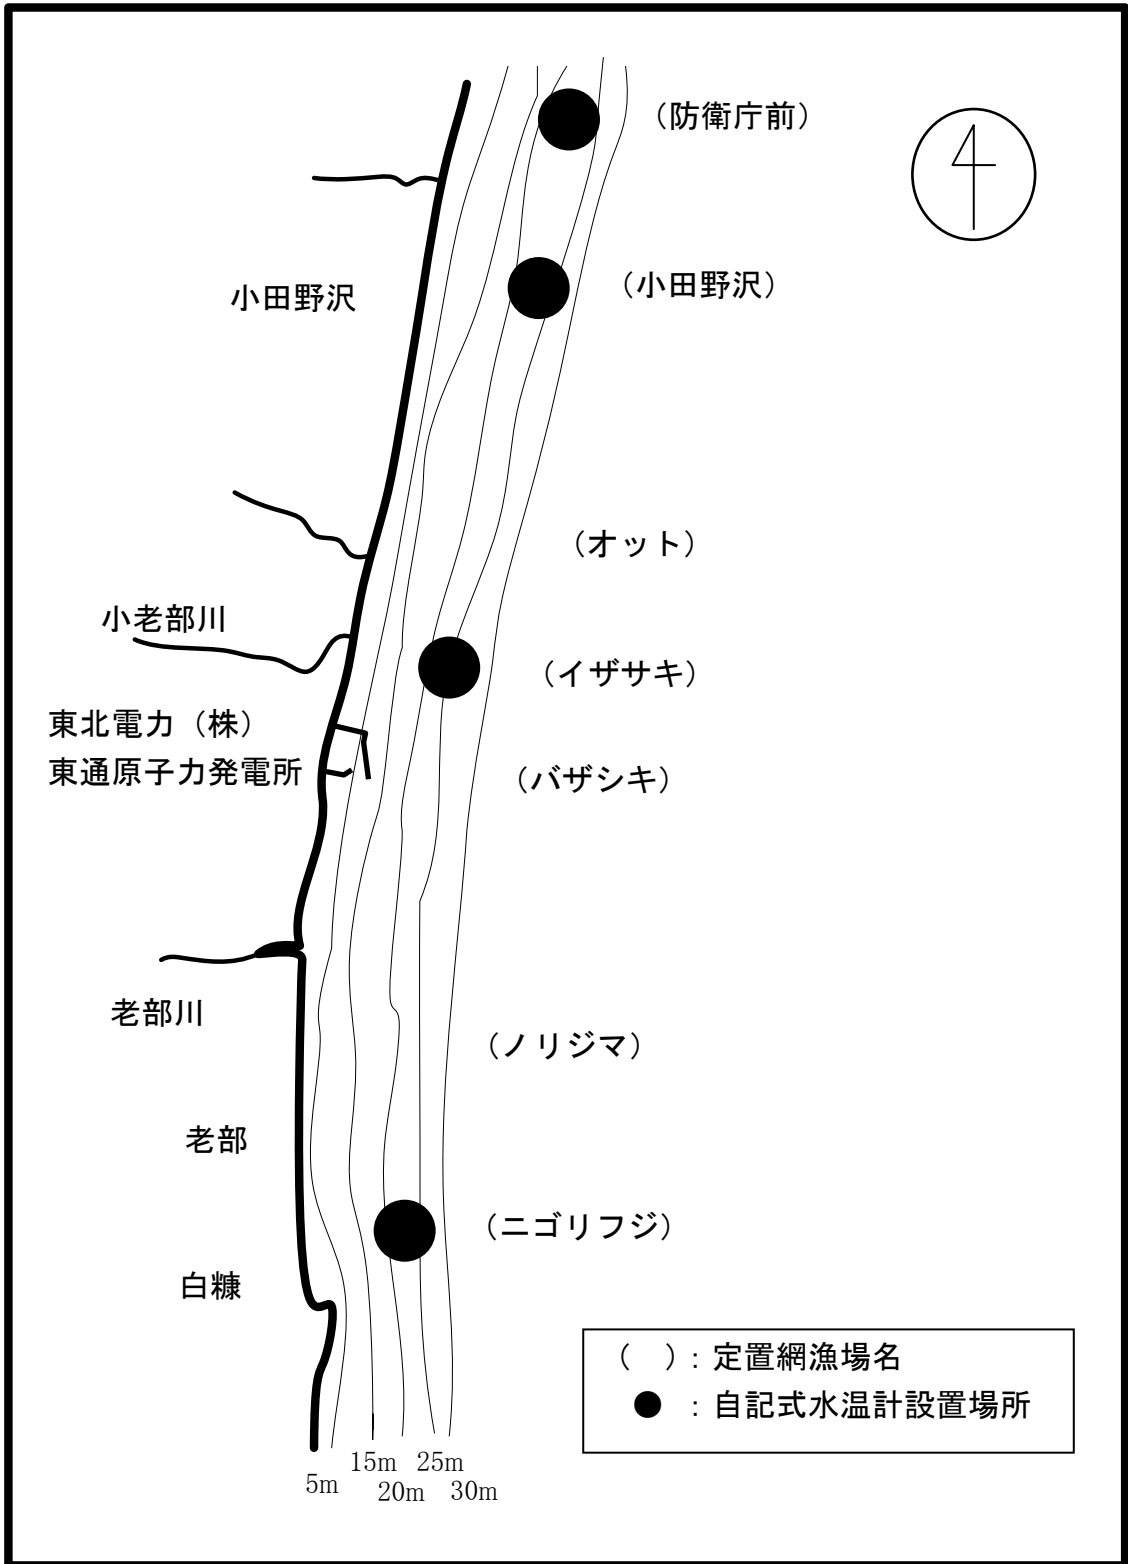 （防衛庁前）
（小田野沢）
小田野沢
（オット）
小老部川
（イザサキ）
東北電力（株）
東通原子力発電所
（バザシキ）
老部川
（ノリジマ）
老部
（ニゴリフジ）
白糠
（　）：定置網漁場名
●：自記式水温計設置場所
15m 25m
5m 20m 30m